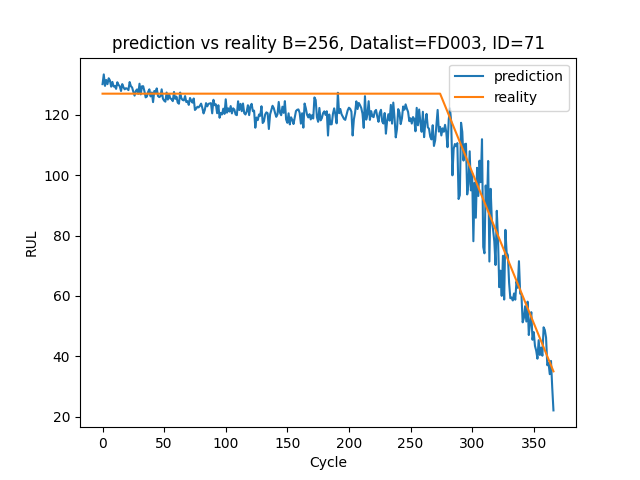 prediction vs reality B=256, Datalist=FD003, ID=71
prediction
reality
RUL
120
100
80
60
40
20
0 50 100 150 200 250 300 350
Cycle